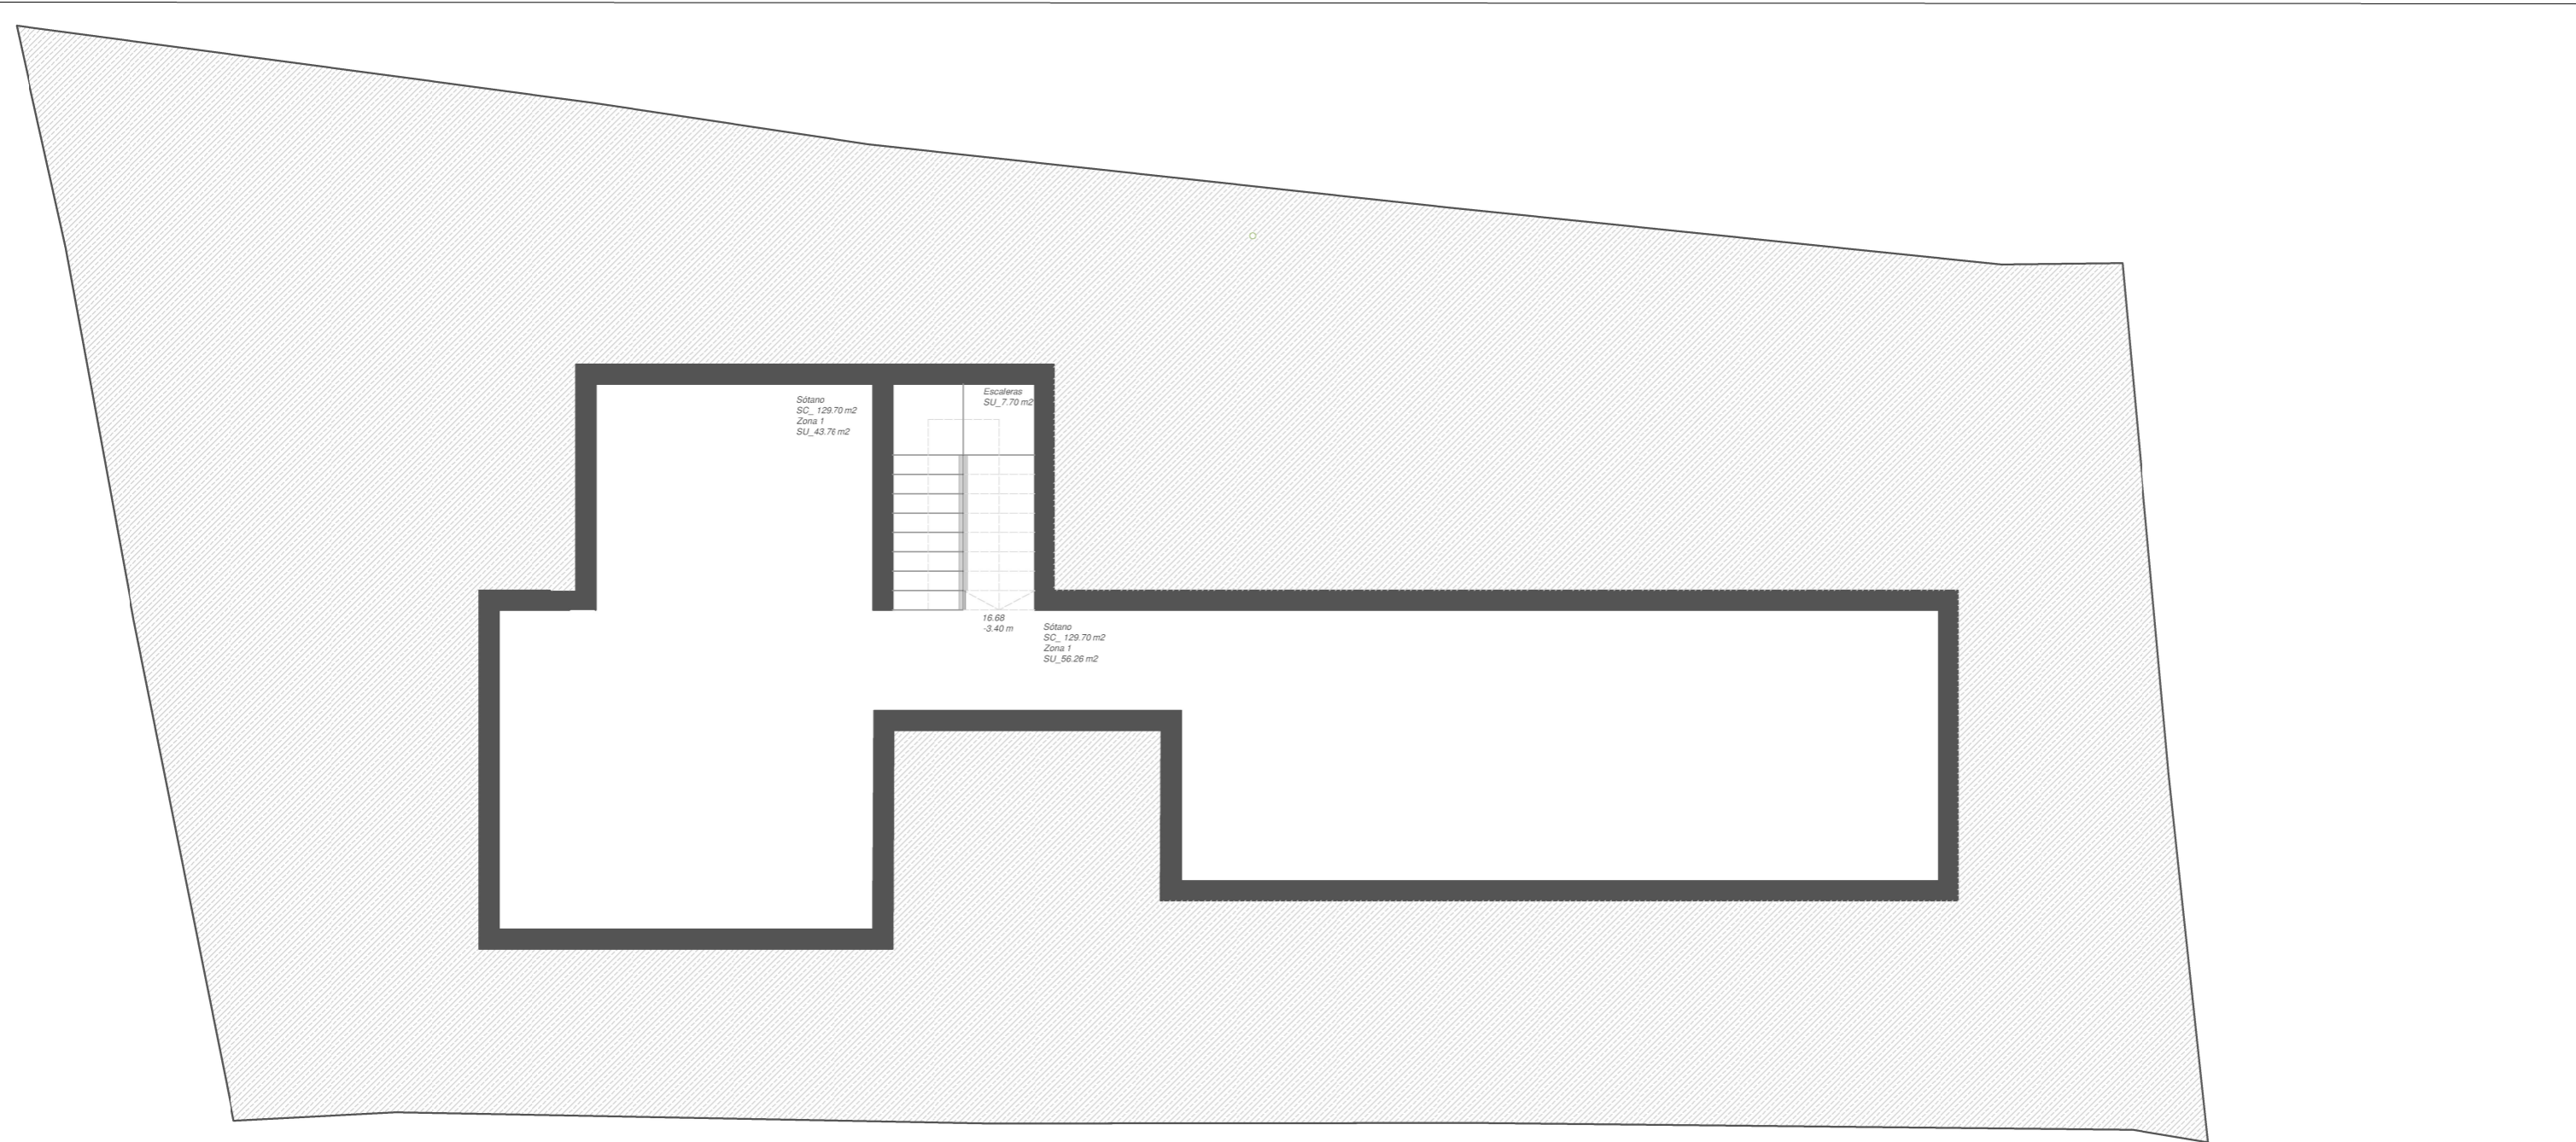 Sótano
SC_ 129.70 m2
Zona 1
SU_43.76 m2
Escaleras
SU_7.70 m2
16.68
-3.40 m
Sótano
SC_ 129.70 m2
Zona 1
SU_56.26 m2